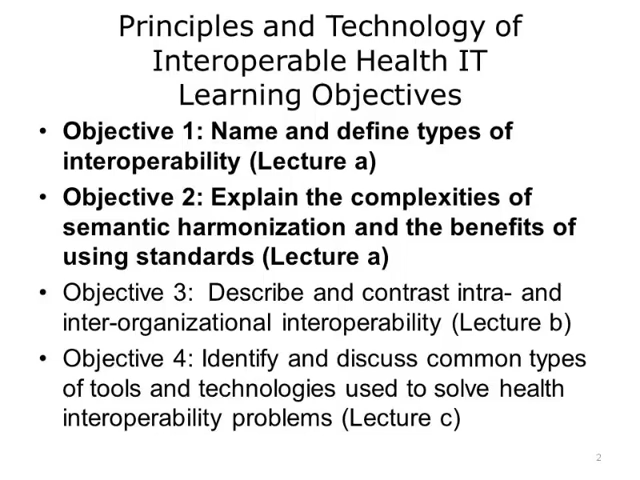 Principles and Technology of
Interoperable Health IT
Learning Objectives
• Objective 1: Name and define types of
interoperability (Lecture a)
• Objective 2: Explain the complexities of
semantic harmonization and the benefits of
using standards (Lecture a)
• Objective 3:  Describe and contrast intra- and
inter-organizational interoperability (Lecture b)
• Objective 4: Identify and discuss common types
of tools and technologies used to solve health
interoperability problems (Lecture c)
2